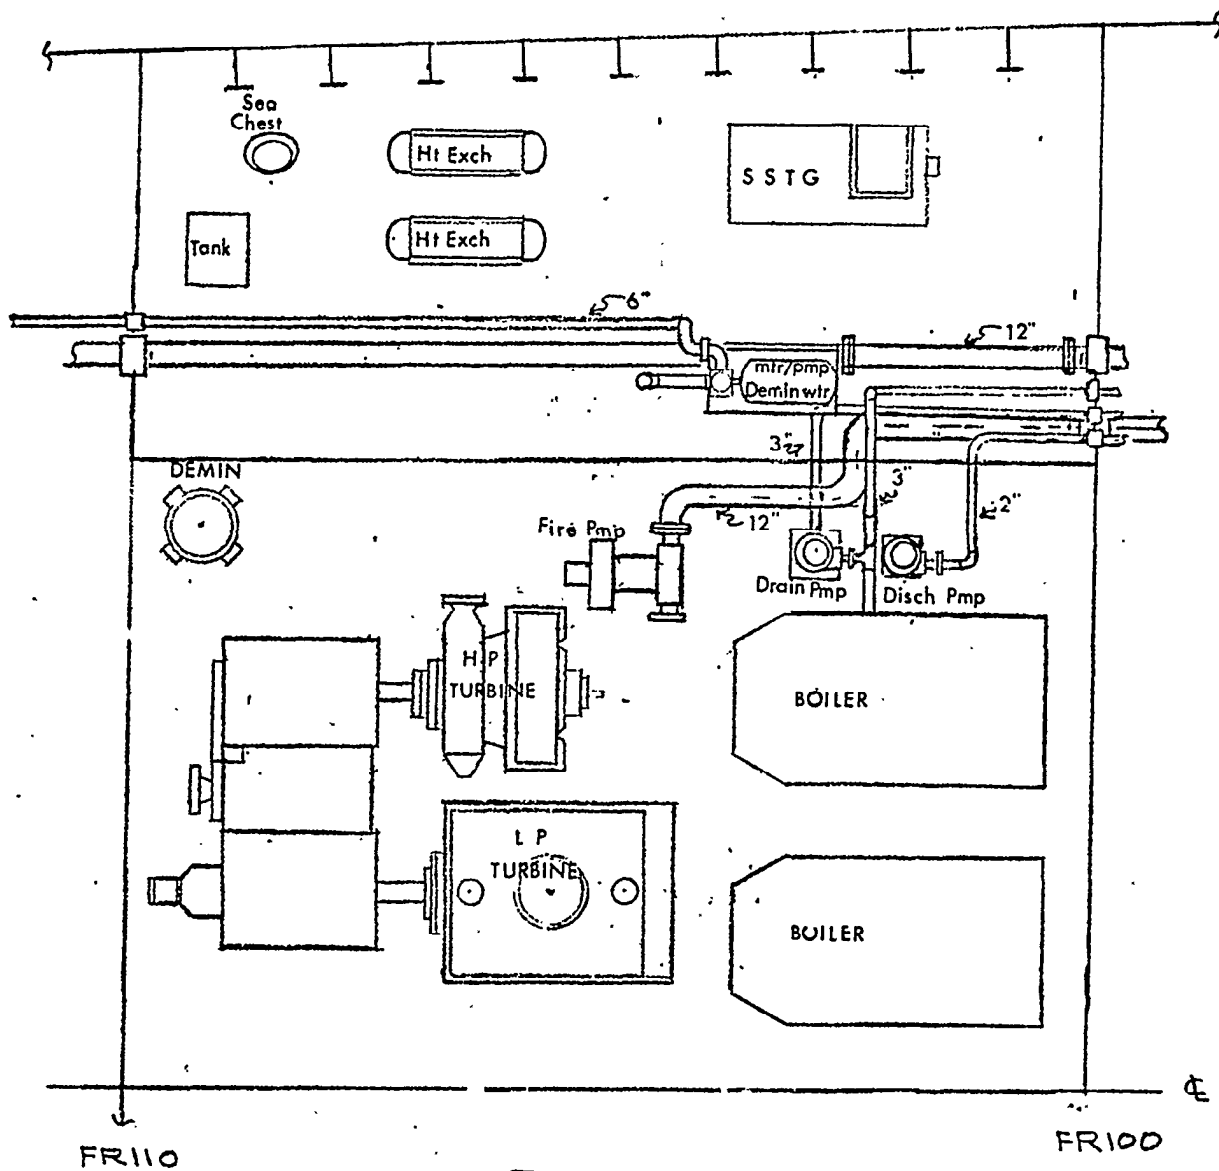 Sea
Chest
Ht Exch
S S T G
Tank
Ht Exch
6"
12"
mtr/pmp
Demin wtr
3"
DEMIN
3"
2"
12"
Fire Pmp
Drain Pmp
Disch Pmp
H P
TURBINE
BOILER
L P
TURBINE
BOILER
℄
FR110
FR100